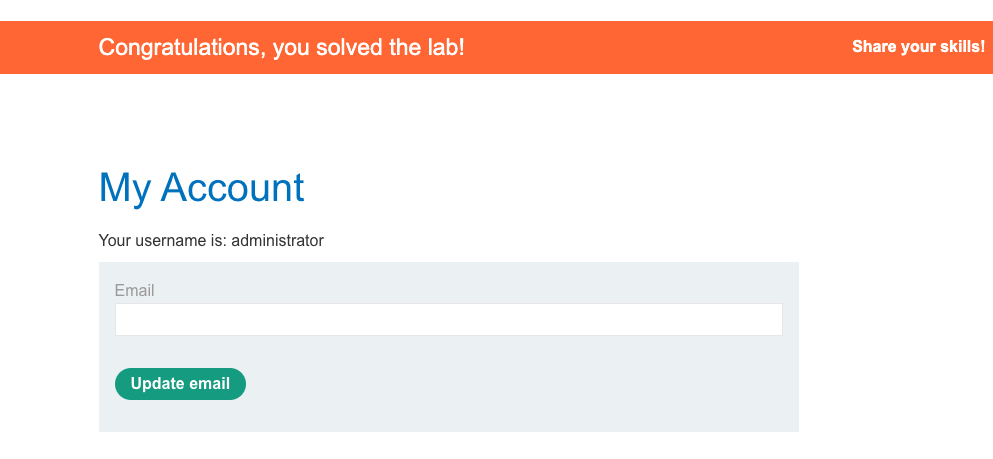 Congratulations, you solved the lab!
Share your skills!
My Account
Your username is: administrator
Email
Update email